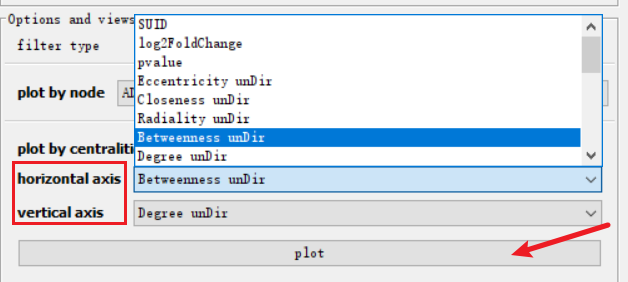 Options and views
SUID
filter type
log2FoldChange
pvalue
Eccentricity unDir
plot by node
Closeness unDir
Radiality unDir
Betweenness unDir
plot by centraliti
Degree unDir
horizontal axis
Betweenness unDir
vertical axis
Degree unDir
plot